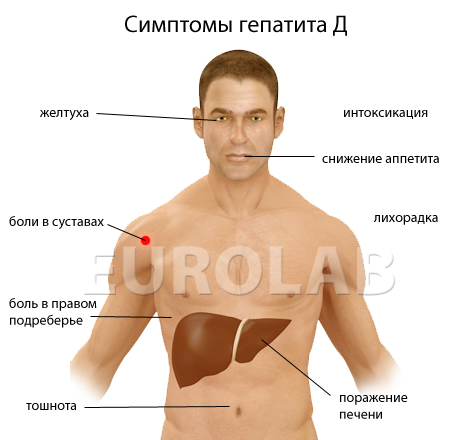 Симптомы гепатита Д
желтуха
интоксикация
снижение аппетита
боли в суставах
лихорадка
EUROLAB
боль в правом
подреберье
поражение
печени
тошнота